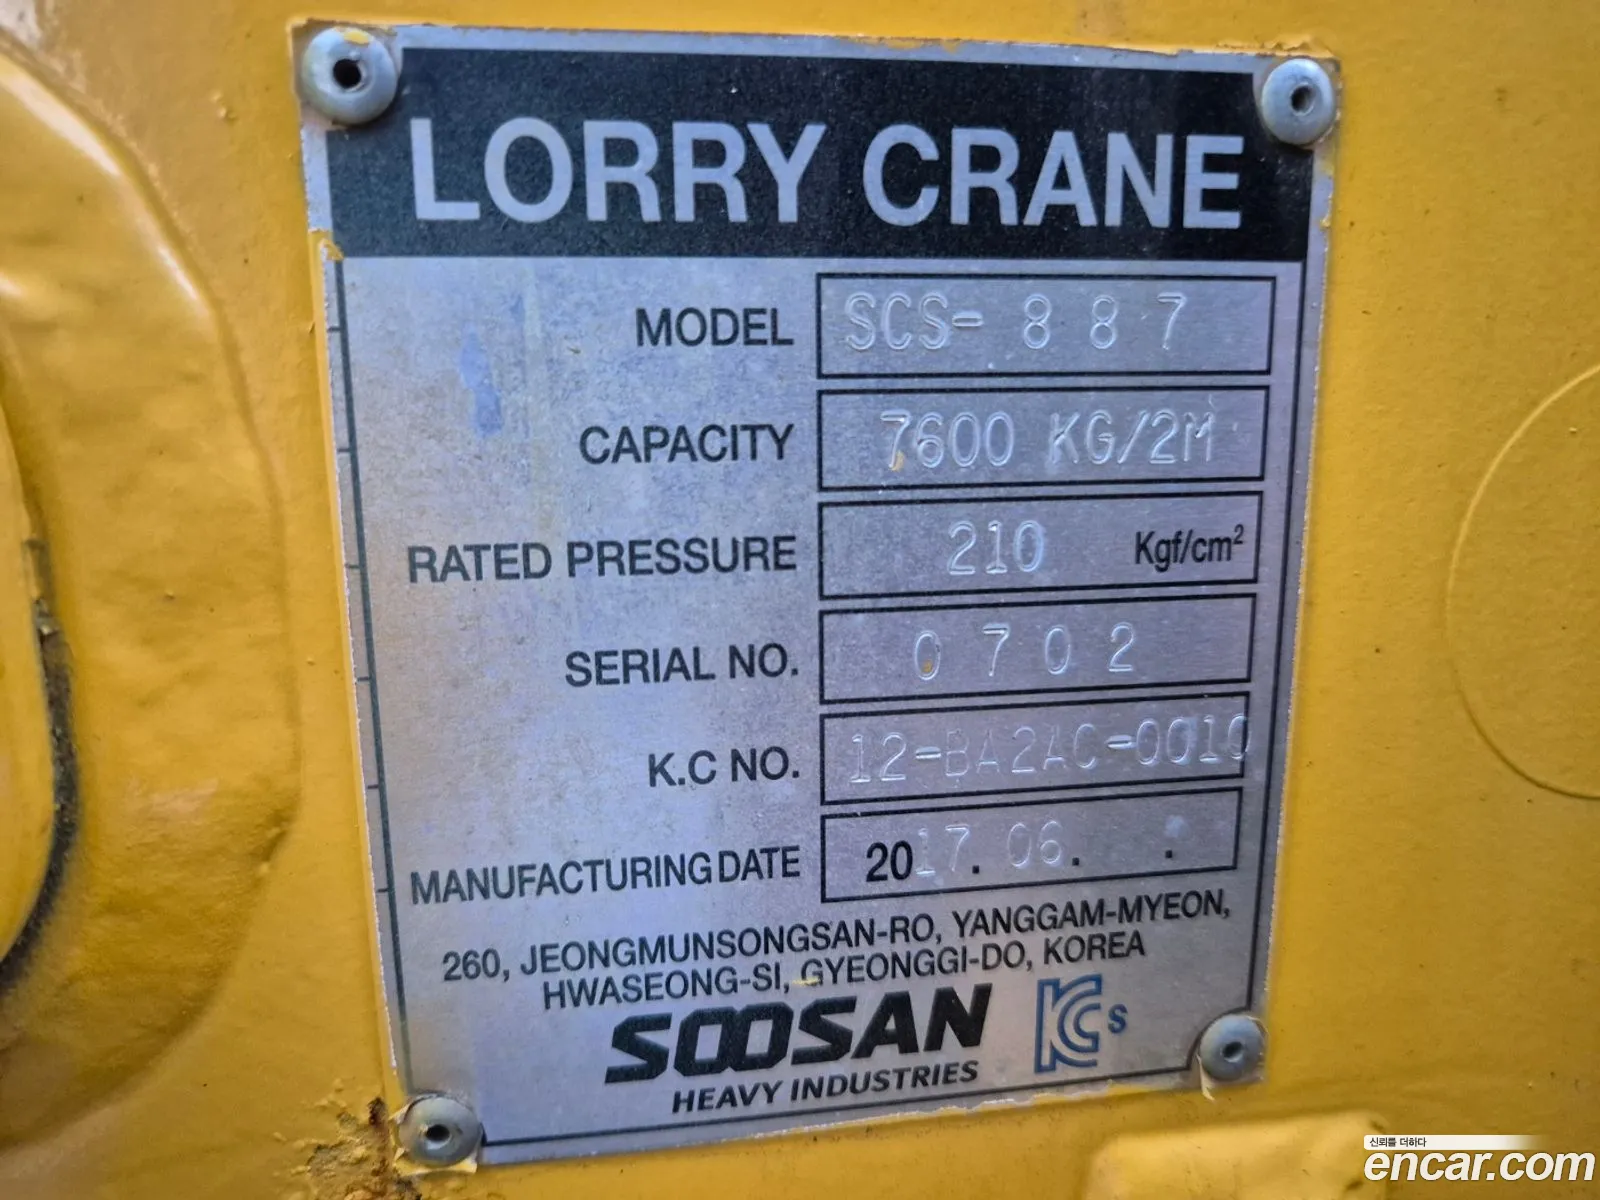 LORRY CRANE
MODEL SCS- 8 8 7
CAPACITY 7600 KG/2M
RATED PRESSURE 210 Kgf/cm²
SERIAL NO. 0 7 0 2
K.C NO. 12-BA2AC-0010
MANUFACTURING DATE 2017. 06. .
260, JEONGMUNSONGSAN-RO, YANGGAM-MYEON,
HWASEONG-SI, GYEONGGI-DO, KOREA
SOOSAN
HEAVY INDUSTRIES
KCs
신뢰를 더하다
encar.com